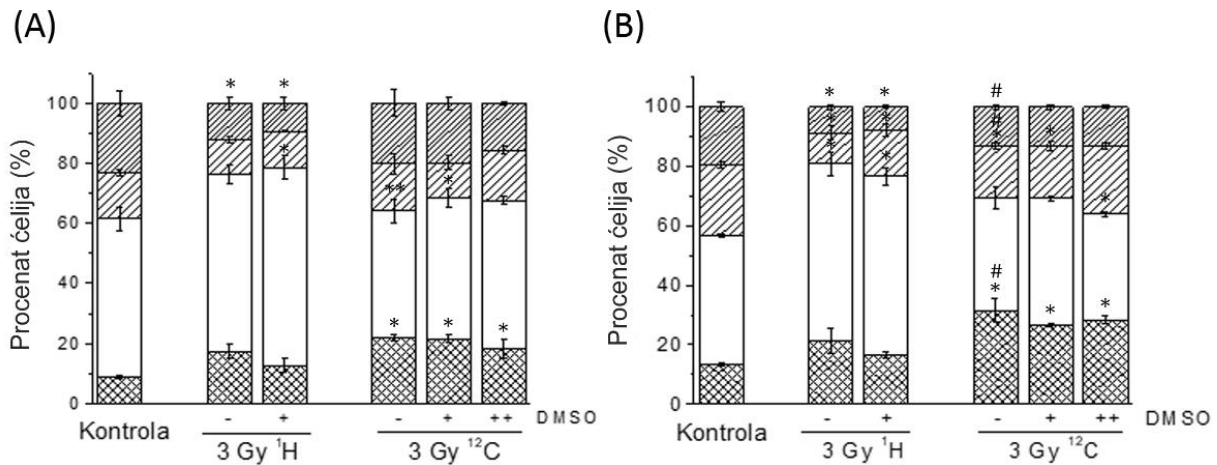 (A)
Procenat ćelija (%)
100
80
60
40
20
0
* *
*
** *
* * *
- + - + ++ DMSO
Kontrola
3 Gy ¹H 3 Gy ¹²C
(B)
Procenat ćelija (%)
100
80
60
40
20
0
* * #
* * #
* * *
* *
#
* * *
- + - + ++ DMSO
Kontrola
3 Gy ¹H 3 Gy ¹²C